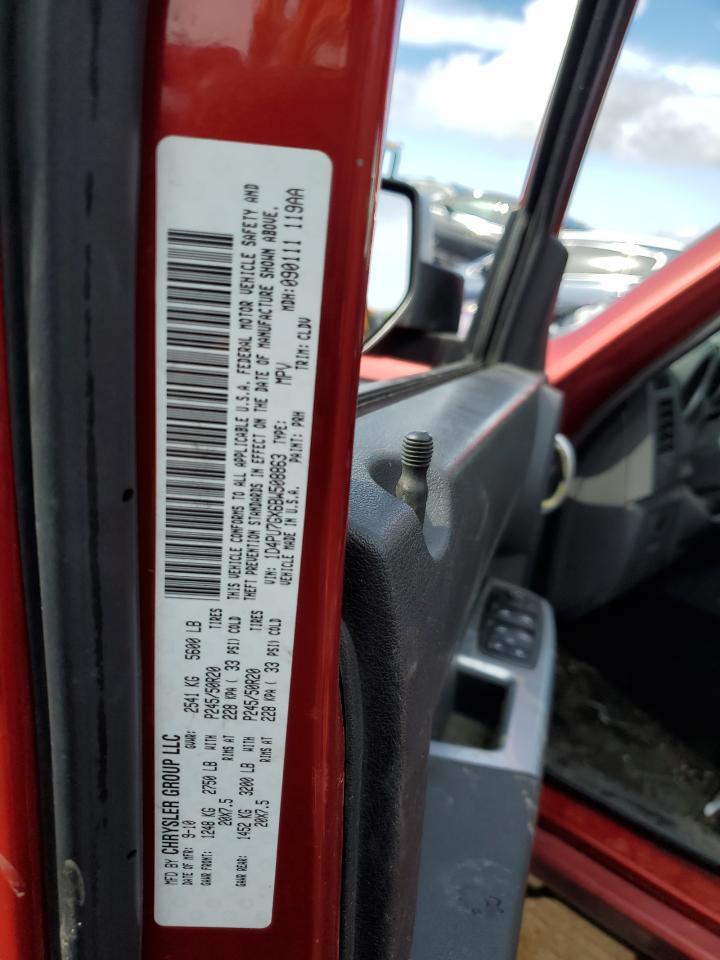 MFD BY CHRYSLER GROUP LLC
DATE OF MFR: 9-10 GVWR: 2541 KG 5600 LB
GAWR FRONT: 1248 KG 2750 LB WITH P245/50R20 TIRES
20X7.5 RIMS AT 228 KPA ( 33 PSI) COLD
GAWR REAR: 1452 KG 3200 LB WITH P245/50R20 TIRES
20X7.5 RIMS AT 228 KPA ( 33 PSI) COLD
THIS VEHICLE CONFORMS TO ALL APPLICABLE U.S.A. FEDERAL MOTOR VEHICLE SAFETY AND
THEFT PREVENTION STANDARDS IN EFFECT ON THE DATE OF MANUFACTURE SHOWN ABOVE.
VIN: 1D4PU7GX6BW508863 TYPE: MPV MDH:090111 119AA
VEHICLE MADE IN U.S.A. PAINT: PRH TRIM: CLDV